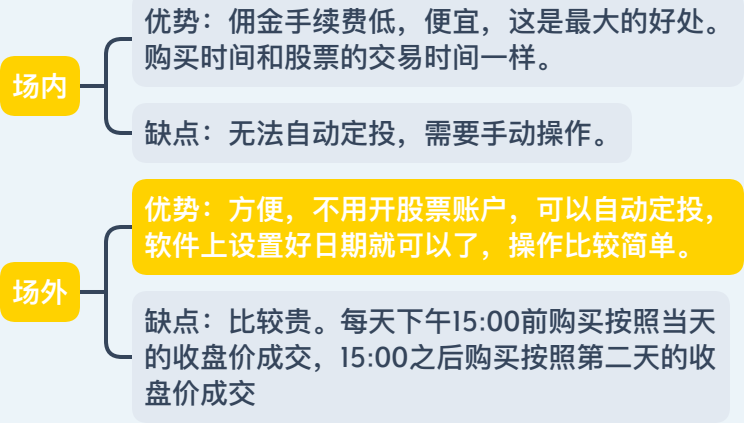 优势：佣金手续费低，便宜，这是最大的好处。
购买时间和股票的交易时间一样。
场内
缺点：无法自动定投，需要手动操作。
优势：方便，不用开股票账户，可以自动定投，
软件上设置好日期就可以了，操作比较简单。
场外
缺点：比较贵。每天下午15:00前购买按照当天
的收盘价成交，15:00之后购买按照第二天的收
盘价成交